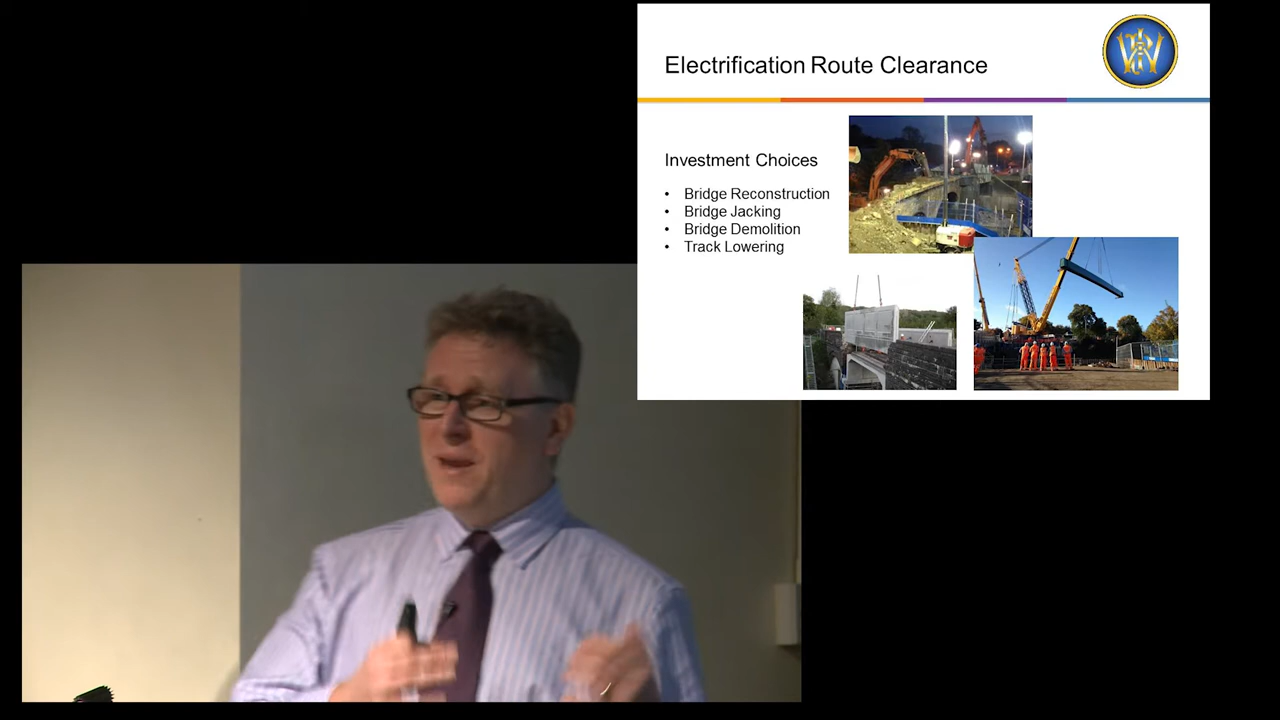 Electrification Route Clearance
Investment Choices
• Bridge Reconstruction
• Bridge Jacking
• Bridge Demolition
• Track Lowering